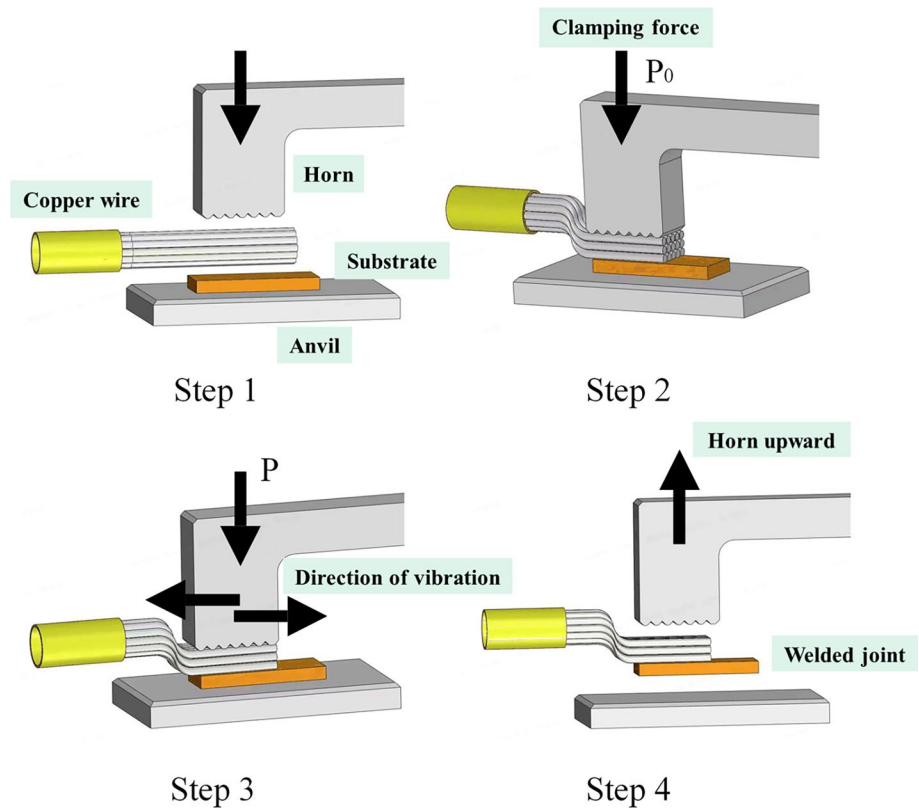 Clamping force
P₀
Horn
Copper wire
Substrate
Anvil
Step 1
Step 2
P
Horn upward
Direction of vibration
Welded joint
Step 3
Step 4